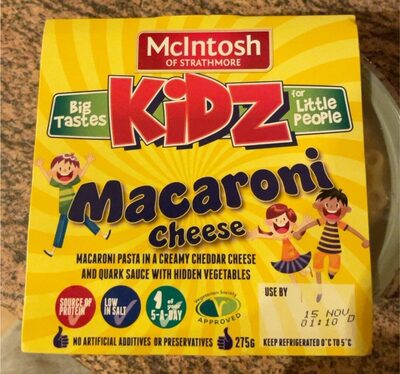 McIntosh
OF STRATHMORE
Big Tastes
KiDZ
for Little People
Macaroni
Cheese
MACARONI PASTA IN A CREAMY CHEDDAR CHEESE
AND QUARK SAUCE WITH HIDDEN VEGETABLES
SOURCE OF PROTEIN
LOW IN SALT
1 of your 5-A-DAY
Vegetarian Society
APPROVED
USE BY
15 NOV
01:10 D
NO ARTIFICIAL ADDITIVES OR PRESERVATIVES
275G
KEEP REFRIGERATED 0°C TO 5°C